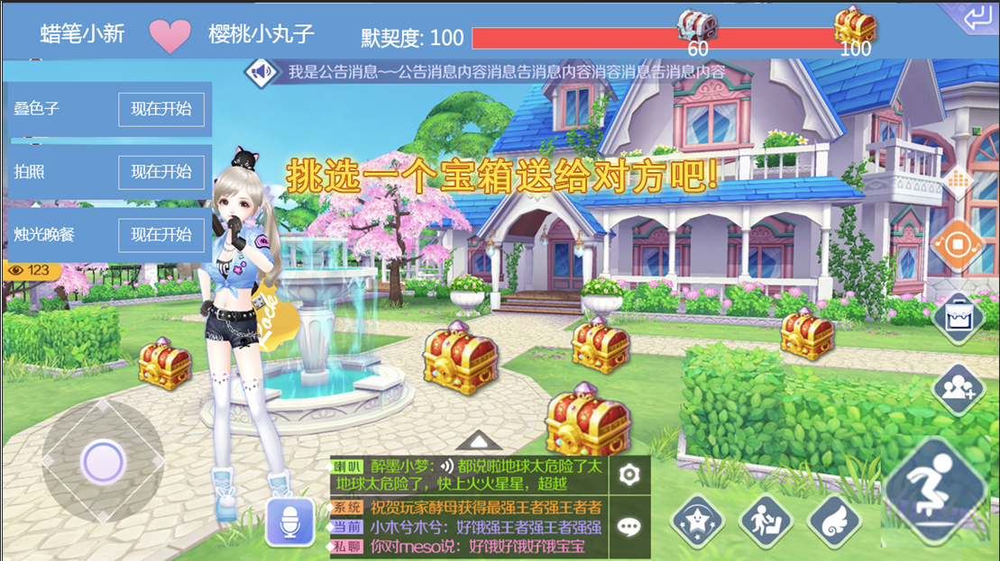 蜡笔小新 樱桃小丸子 默契度: 100
60 100
我是公告消息~~公告消息内容消息告消息内容消容消息告消息内容
叠色子 现在开始
拍照 现在开始
烛光晚餐 现在开始
挑选一个宝箱送给对方吧!
123
Rock
喇叭 醉墨小梦: 都说啦地球太危险了太
地球太危险了，快上火火星星，超越
系统 祝贺玩家酵母获得最强王者强王者者
当前 小木兮木兮：好饿强王者强王者强强
私聊 你对meso说：好饿好饿好饿宝宝